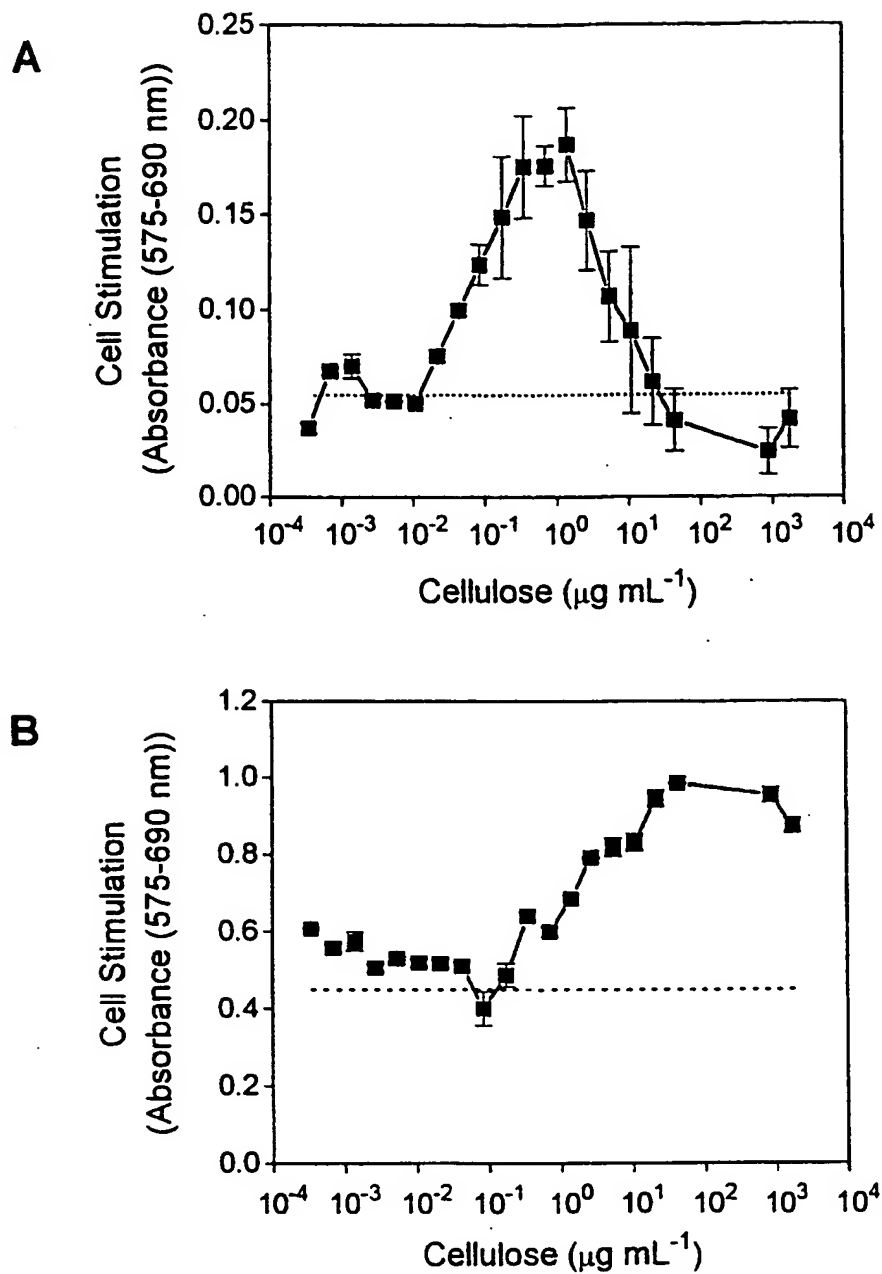 A
Cell Stimulation
(Absorbance (575-690 nm))
0.25
0.20
0.15
0.10
0.05
0.00
10⁻⁴ 10⁻³ 10⁻² 10⁻¹ 10⁰ 10¹ 10² 10³ 10⁴
Cellulose (μg mL⁻¹)
B
Cell Stimulation
(Absorbance (575-690 nm))
1.2
1.0
0.8
0.6
0.4
0.2
0.0
10⁻⁴ 10⁻³ 10⁻² 10⁻¹ 10⁰ 10¹ 10² 10³ 10⁴
Cellulose (μg mL⁻¹)